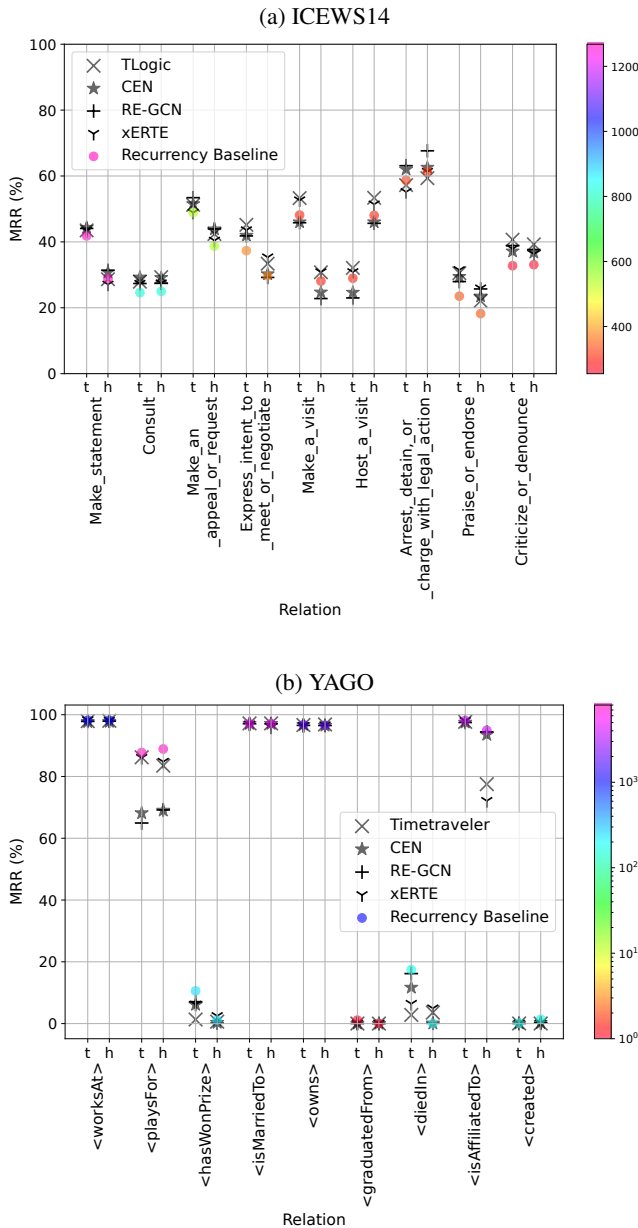 (a) ICEWS14
100
80
60
40
20
0
MRR (%)
TLogic
CEN
RE-GCN
xERTE
Recurrency Baseline
1200
1000
800
600
400
t h t h t h t h t h t h t h t h t h
Make_statement
Consult
Make_an
_appeal_or_request
Express_intent_to
_meet_or_negotiate
Make_a_visit
Host_a_visit
Arrest,_detain,_or
_charge_with_legal_action
Praise_or_endorse
Criticize_or_denounce
Relation
(b) YAGO
100
80
60
40
20
0
MRR (%)
Timetraveler
CEN
RE-GCN
xERTE
Recurrency Baseline
10³
10²
10¹
10⁰
t h t h t h t h t h t h t h t h t h
<worksAt>
<playsFor>
<hasWonPrize>
<isMarriedTo>
<owns>
<graduatedFrom>
<diedIn>
<isAffiliatedTo>
<created>
Relation